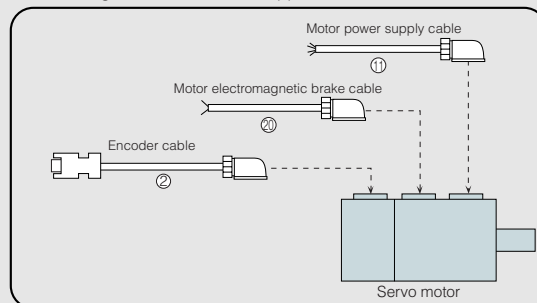 Motor power supply cable
⑪
Motor electromagnetic brake cable
⑳
Encoder cable
②
Servo motor